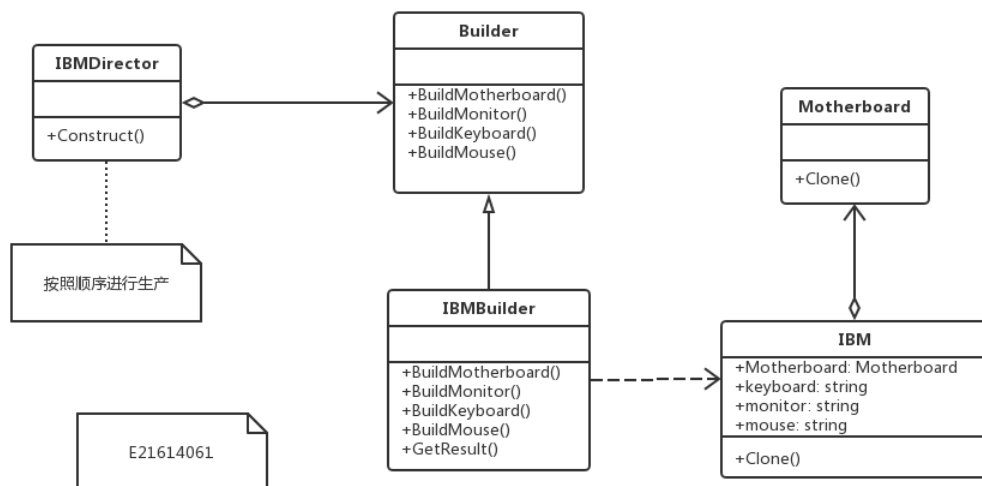 IBMDirector
+Construct()
按照顺序进行生产
Builder
+BuildMotherboard()
+BuildMonitor()
+BuildKeyboard()
+BuildMouse()
IBMBuilder
+BuildMotherboard()
+BuildMonitor()
+BuildKeyboard()
+BuildMouse()
+GetResult()
Motherboard
+Clone()
IBM
+Motherboard: Motherboard
+keyboard: string
+monitor: string
+mouse: string
+Clone()
E21614061